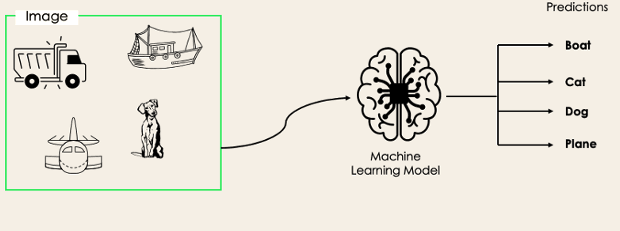 Image
Predictions
Boat
Cat
Dog
Plane
Machine
Learning Model